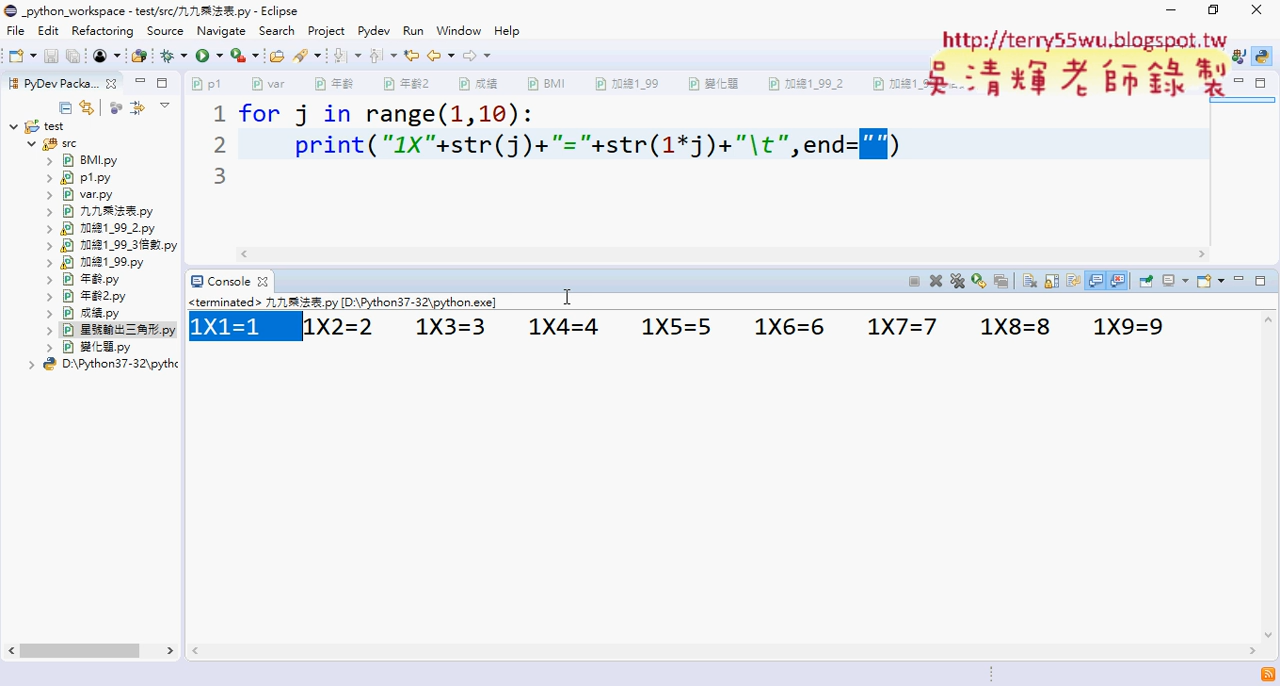 _python_workspace - test/src/九九乘法表.py - Eclipse
File Edit Refactoring Source Navigate Search Project Pydev Run Window Help
http://terry55wu.blogspot.tw
吳清輝老師錄製
PyDev Packa...
p1 var 年齡 年齡2 成績 BMI 加總1_99 變化題 加總1_99_2
test
src
BMI.py
p1.py
var.py
九九乘法表.py
加總1_99_2.py
加總1_99_3倍數.py
加總1_99.py
年齡.py
年齡2.py
成績.py
星號輸出三角形.py
變化題.py
D:\Python37-32\pytho
1 for j in range(1,10):
2 print("1X"+str(j)+"="+str(1*j)+"\t",end="")
3
Console
<terminated> 九九乘法表.py [D:\Python37-32\python.exe]
1X1=1 1X2=2 1X3=3 1X4=4 1X5=5 1X6=6 1X7=7 1X8=8 1X9=9